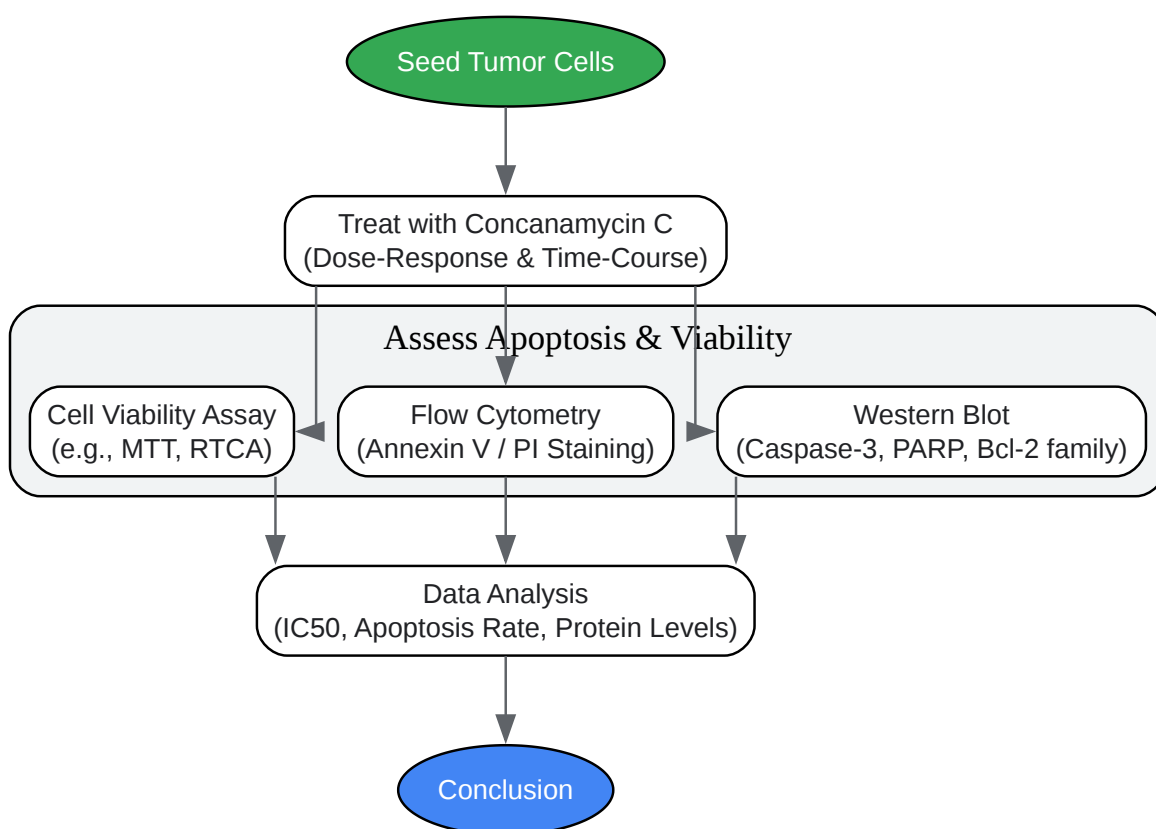 Seed Tumor Cells
Treat with Concanamycin C
(Dose-Response & Time-Course)
Assess Apoptosis & Viability
Cell Viability Assay
(e.g., MTT, RTCA)
Flow Cytometry
(Annexin V / PI Staining)
Western Blot
(Caspase-3, PARP, Bcl-2 family)
Data Analysis
(IC50, Apoptosis Rate, Protein Levels)
Conclusion